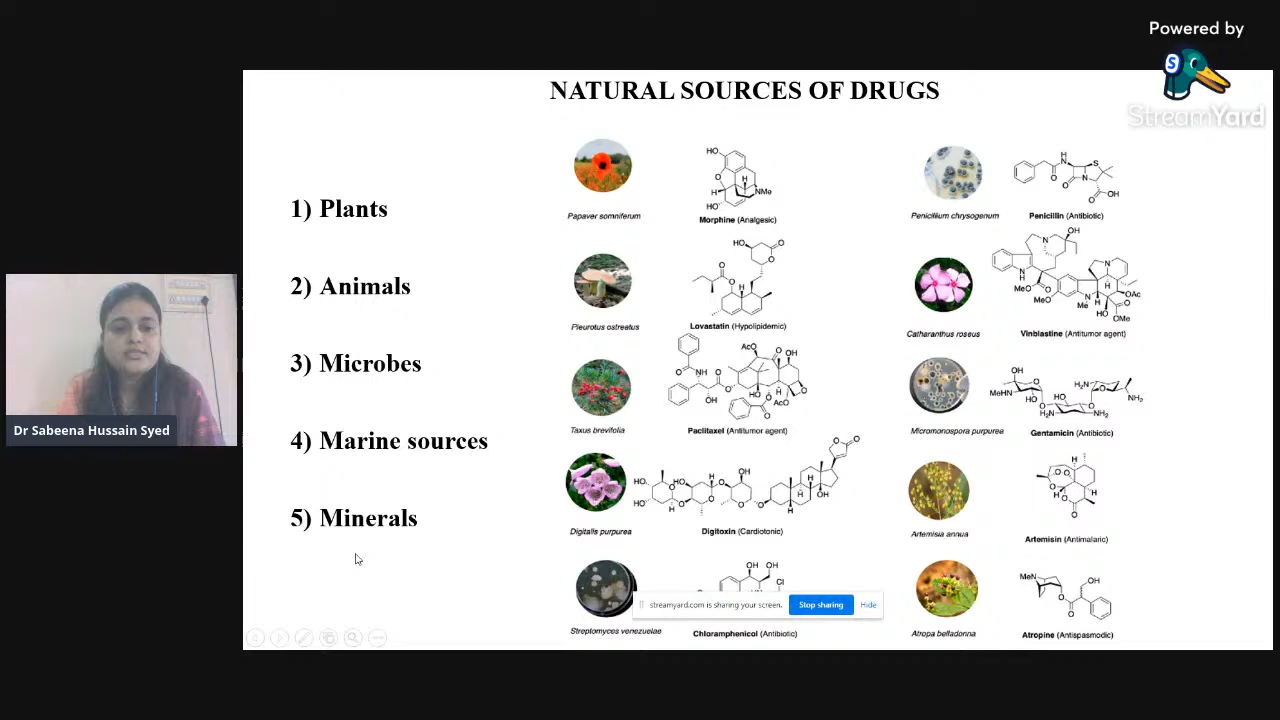 Powered by
StreamYard
NATURAL SOURCES OF DRUGS
1) Plants
2) Animals
3) Microbes
4) Marine sources
5) Minerals
Dr Sabeena Hussain Syed
Papaver somniferum
Morphine (Analgesic)
Penicillium chrysogenum
Penicillin (Antibiotic)
Pleurotus ostreatus
Lovastatin (Hypolipidemic)
Catharanthus roseus
Vinblastine (Antitumor agent)
Taxus brevifolia
Paclitaxel (Antitumor agent)
Micromonospora purpurea
Gentamicin (Antibiotic)
Digitalis purpurea
Digitoxin (Cardiotonic)
Artemisia annua
Artemisin (Antimalaric)
streamyard.com is sharing your screen.
Stop sharing
Hide
Streptomyces venezuelae
Chloramphenicol (Antibiotic)
Atropa belladonna
Atropine (Antispasmodic)